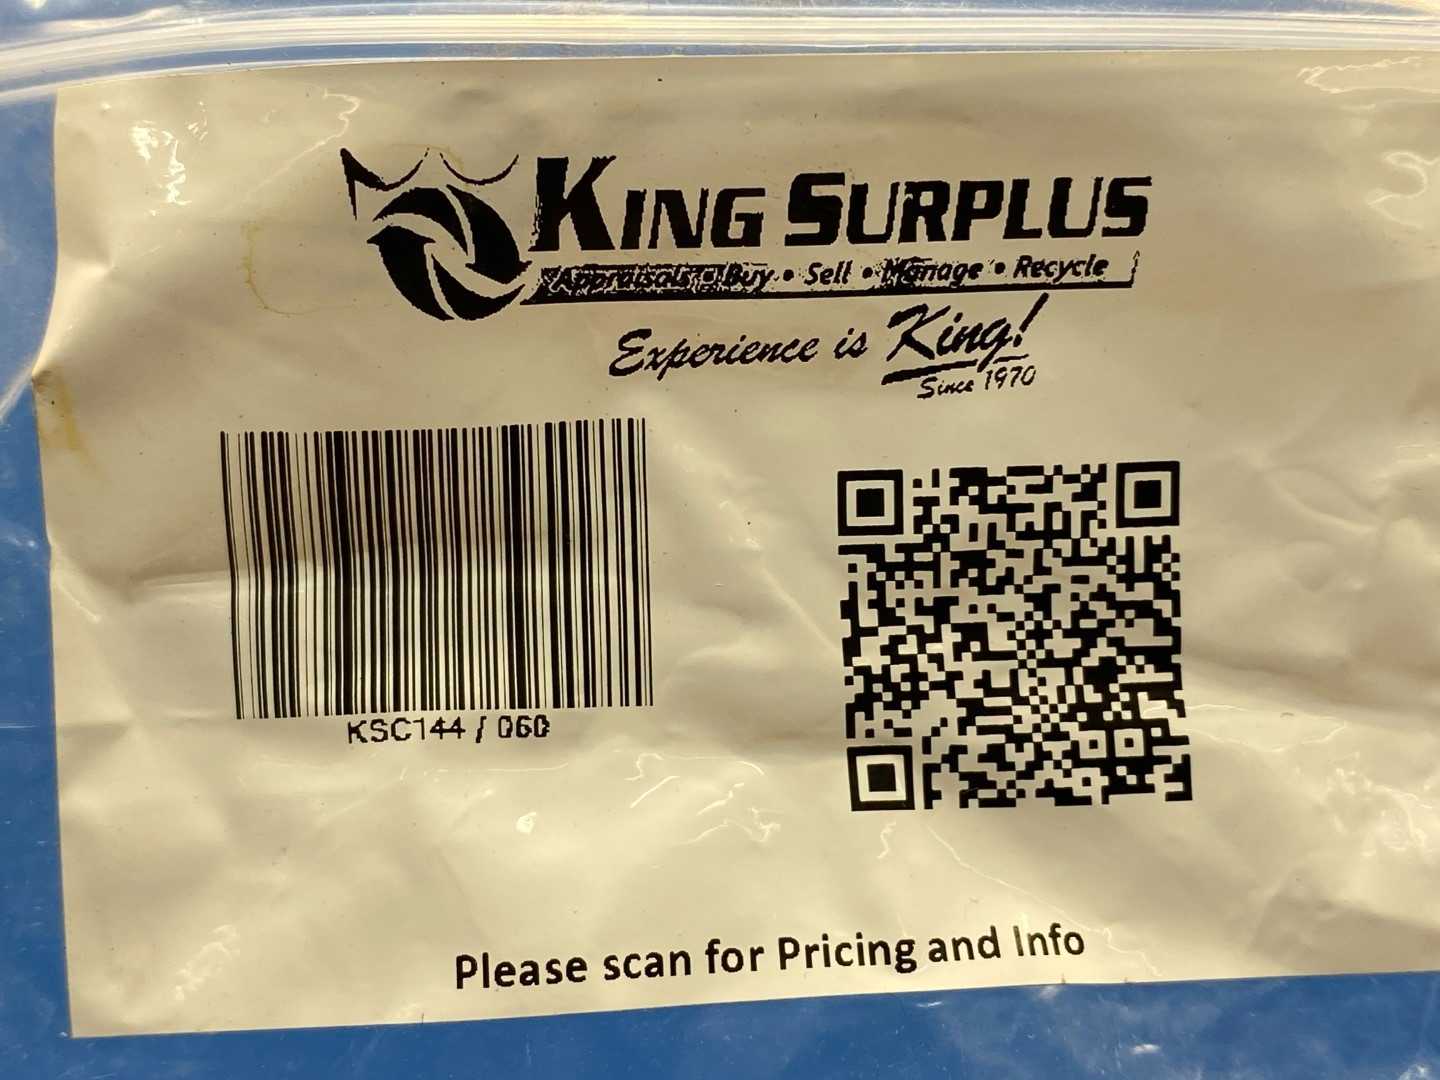 KING SURPLUS
Appraisals • Buy • Sell • Manage • Recycle
Experience is King!
Since 1970
KSC144 / 060
Please scan for Pricing and Info